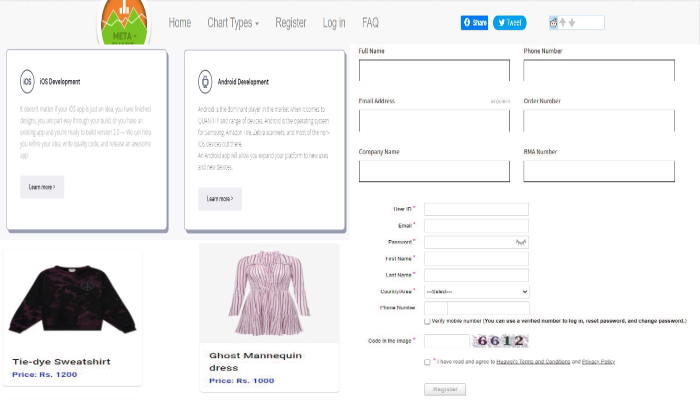 META -
Home
Chart Types
Register
Log in
FAQ
Share
Tweet
iOS
iOS Development
It doesn't matter if your iOS app is just an idea, you have finished
designs, you are part way through your build, or you have an
existing app and you're ready to build version 2.0 — We can help
you refine your idea, write quality code, and release an awesome
app.
Learn more >
Android Development
Android is the dominant player in the market when it comes to
QUANTITY and range of devices. Android is the operating system
for Samsung, Amazon Fire, Zebra scanners, and most of the non-
iOS devices out there.
An Android app will allow you expand your platform to new uses
and new devices.
Learn more >
Full Name
Phone Number
Email Address
Order Number
Company Name
RMA Number
Tie-dye Sweatshirt
Price: Rs. 1200
Ghost Mannequin
dress
Price: Rs. 1000
User ID *
Email *
Password *
First Name *
Last Name *
Country/Area * ---Select---
Phone Number
Verify mobile number (You can use a verified number to log in, reset password, and change password.)
Code in the image * 6612
* I have read and agree to Huawei's Terms and Conditions and Privacy Policy
Register